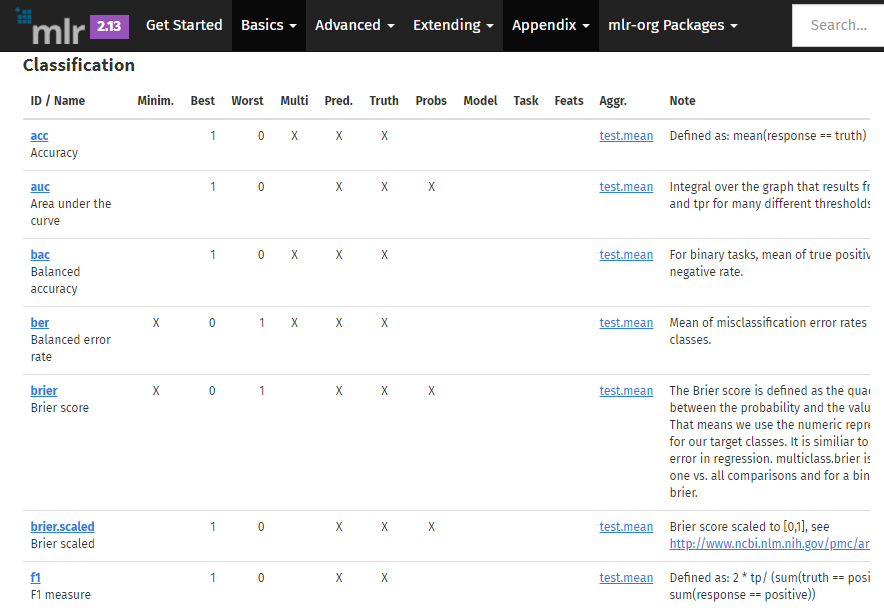 mlr 2.13 Get Started Basics Advanced Extending Appendix mlr-org Packages Search...
Classification
ID / Name Minim. Best Worst Multi Pred. Truth Probs Model Task Feats Aggr. Note
acc 1 0 X X X test.mean Defined as: mean(response == truth)
Accuracy
auc 1 0 X X X test.mean Integral over the graph that results
Area under the and tpr for many different thresholds
curve
bac 1 0 X X X test.mean For binary tasks, mean of true
Balanced negative rate.
accuracy
ber X 0 1 X X X test.mean Mean of misclassification error rates
Balanced error classes.
rate
brier X 0 1 X X X test.mean The Brier score is defined as the
Brier score between the probability and the
That means we use the numeric
for our target classes. It is similiar to
error in regression. multiclass.brier is
one vs. all comparisons and for a
brier.
brier.scaled 1 0 X X X test.mean Brier score scaled to [0,1], see
Brier scaled http://www.ncbi.nlm.nih.gov/pmc/ar
f1 1 0 X X test.mean Defined as: 2 * tp/ (sum(truth ==
F1 measure sum(response == positive))